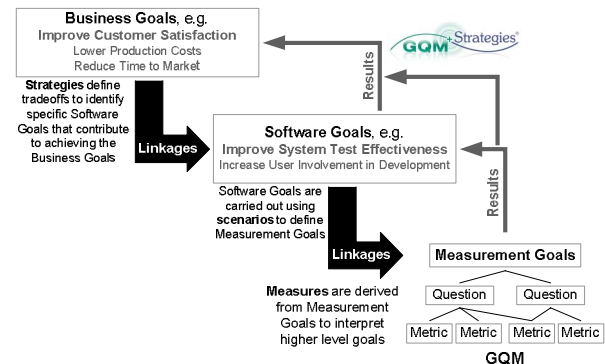 Business Goals, e.g.
Improve Customer Satisfaction
Lower Production Costs
Reduce Time to Market
GQM+Strategies®
Results
Strategies define
tradeoffs to identify
specific Software
Goals that contribute
to achieving the
Business Goals
Linkages
Software Goals, e.g.
Improve System Test Effectiveness
Increase User Involvement in Development
Results
Software Goals are
carried out using
scenarios to define
Measurement Goals
Linkages
Measurement Goals
Measures are derived
from Measurement
Goals to interpret
higher level goals
Question Question
Metric Metric Metric Metric
GQM